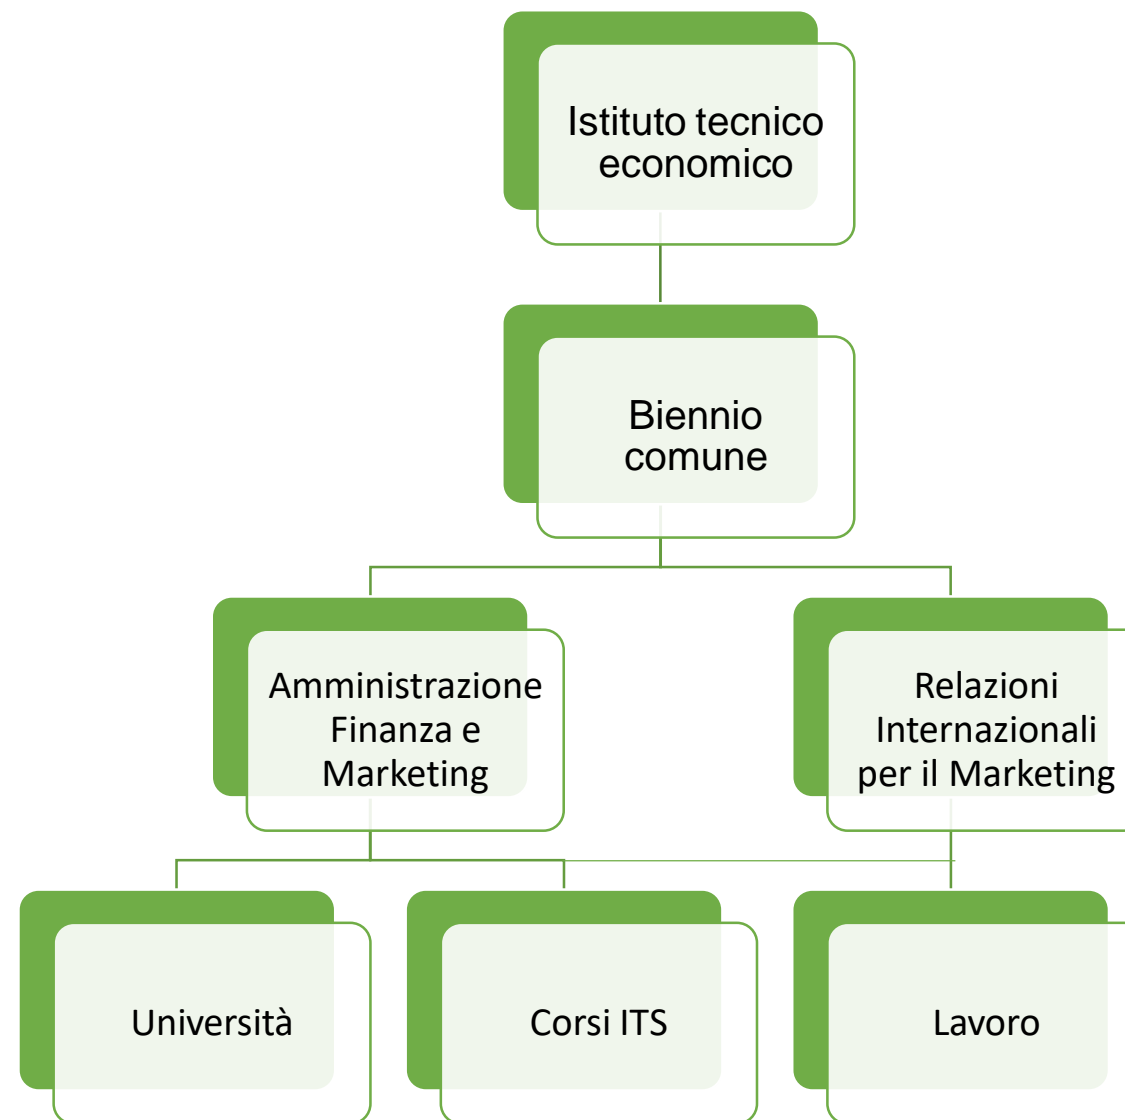 Istituto tecnico
economico
Biennio
comune
Amministrazione
Finanza e
Marketing
Relazioni
Internazionali
per il Marketing
Università
Corsi ITS
Lavoro